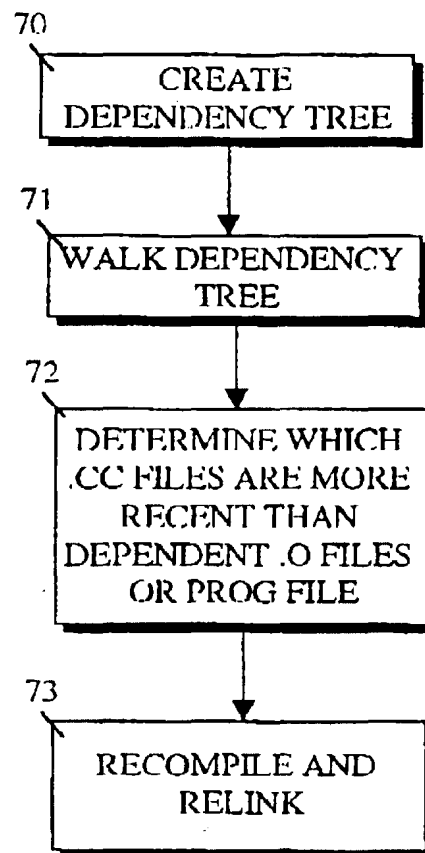 70
CREATE
DEPENDENCY TREE
71
WALK DEPENDENCY
TREE
72
DETERMINE WHICH
.CC FILES ARE MORE
RECENT THAN
DEPENDENT .O FILES
OR PROG FILE
73
RECOMPILE AND
RELINK